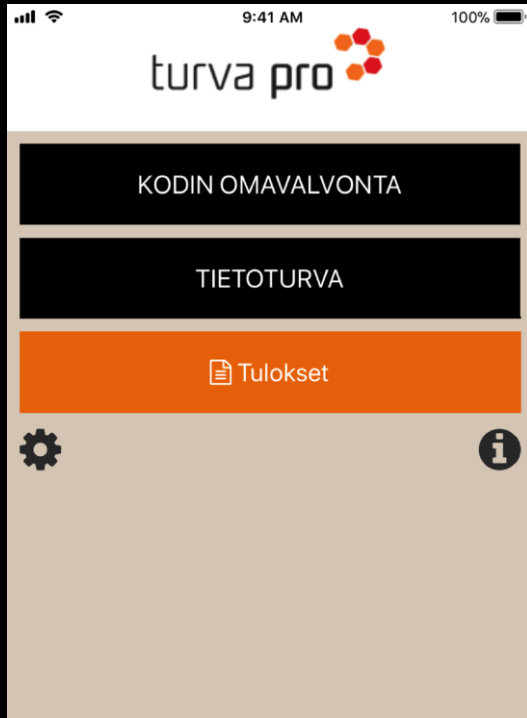 9:41 AM
100%
turva pro
KODIN OMAVALVONTA
TIETOTURVA
Tulokset